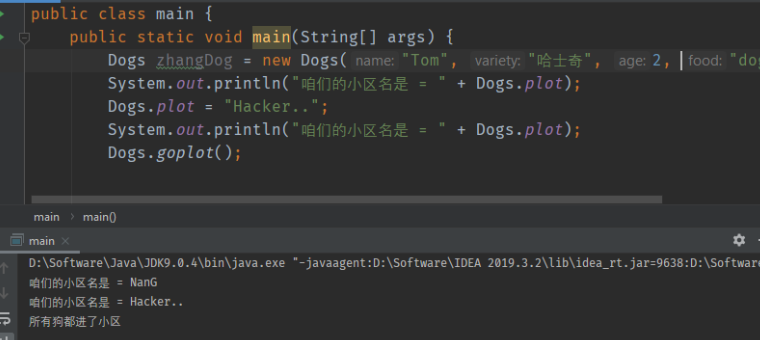 public class main {
public static void main(String[] args) {
Dogs zhangDog = new Dogs( name: "Tom", variety: "哈士奇", age: 2, food: "dog
System.out.println("咱们的小区名是 = " + Dogs.plot);
Dogs.plot = "Hacker..";
System.out.println("咱们的小区名是 = " + Dogs.plot);
Dogs.goplot();
main > main()
main ×
D:\Software\Java\JDK9.0.4\bin\java.exe "-javaagent:D:\Software\IDEA 2019.3.2\lib\idea_rt.jar=9638:D:\Softwa
咱们的小区名是 = NanG
咱们的小区名是 = Hacker..
所有狗都进了小区